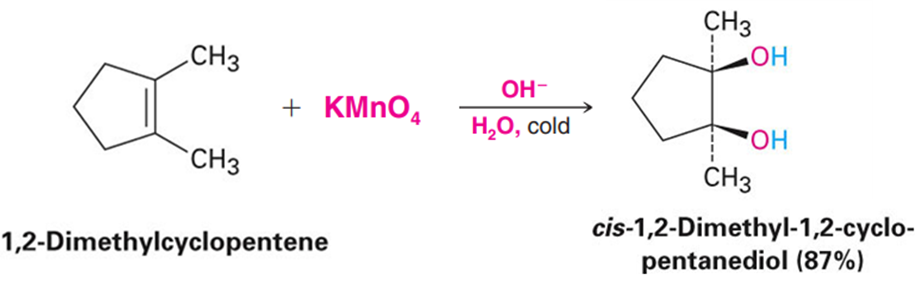 CH₃
CH₃
+ KMnO₄
OH⁻
H₂O, cold
CH₃
OH
OH
CH₃
1,2-Dimethylcyclopentene
cis-1,2-Dimethyl-1,2-cyclo-
pentanediol (87%)